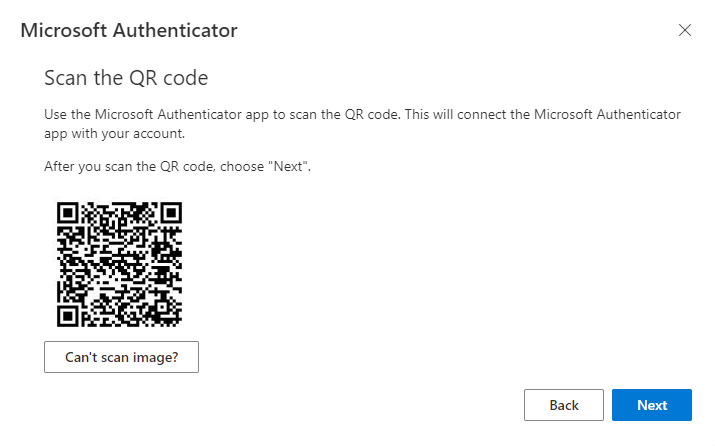 Microsoft Authenticator
Scan the QR code
Use the Microsoft Authenticator app to scan the QR code. This will connect the Microsoft Authenticator
app with your account.
After you scan the QR code, choose "Next".
Can't scan image?
Back
Next